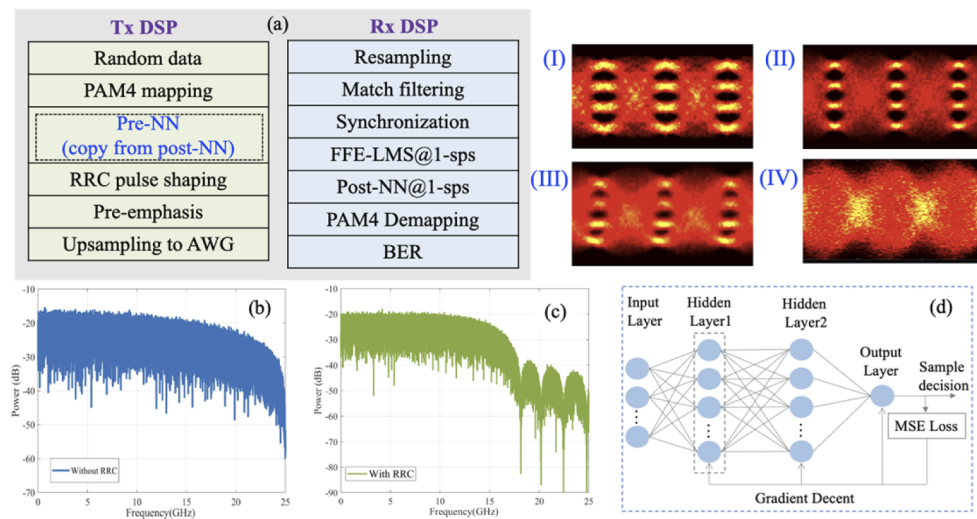 (a)
Tx DSP
Random data
PAM4 mapping
Pre-NN
(copy from post-NN)
RRC pulse shaping
Pre-emphasis
Upsampling to AWG
Rx DSP
Resampling
Match filtering
Synchronization
FFE-LMS@1-sps
Post-NN@1-sps
PAM4 Demapping
BER
(I)
(II)
(III)
(IV)
(b)
Power (dB)
-10
-20
-30
-40
-50
-60
-70
Without RRC
0 5 10 15 20 25
Frequency(GHz)
(c)
Power (dB)
-10
-20
-30
-40
-50
-60
-70
-80
-90
With RRC
0 5 10 15 20 25
Frequency(GHz)
(d)
Input
Layer
Hidden
Layer1
Hidden
Layer2
Output
Layer
Sample
decision
MSE Loss
Gradient Decent